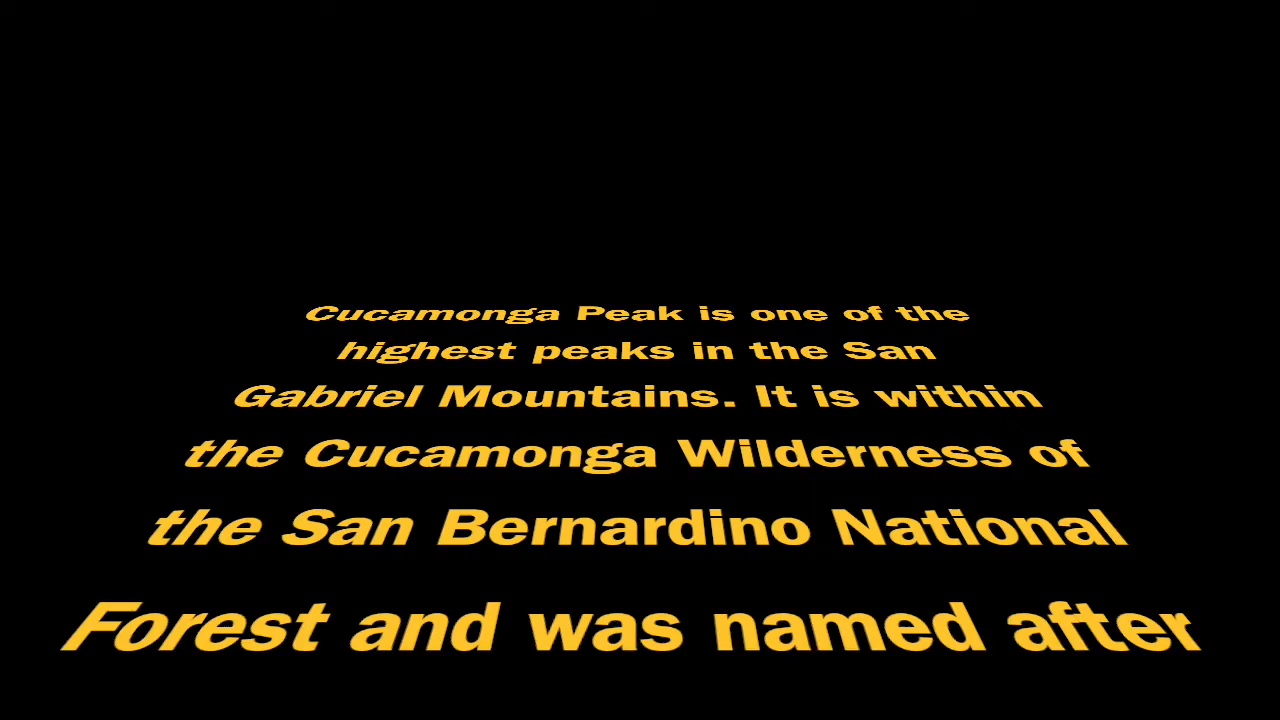 Cucamonga Peak is one of the
highest peaks in the San
Gabriel Mountains. It is within
the Cucamonga Wilderness of
the San Bernardino National
Forest and was named after